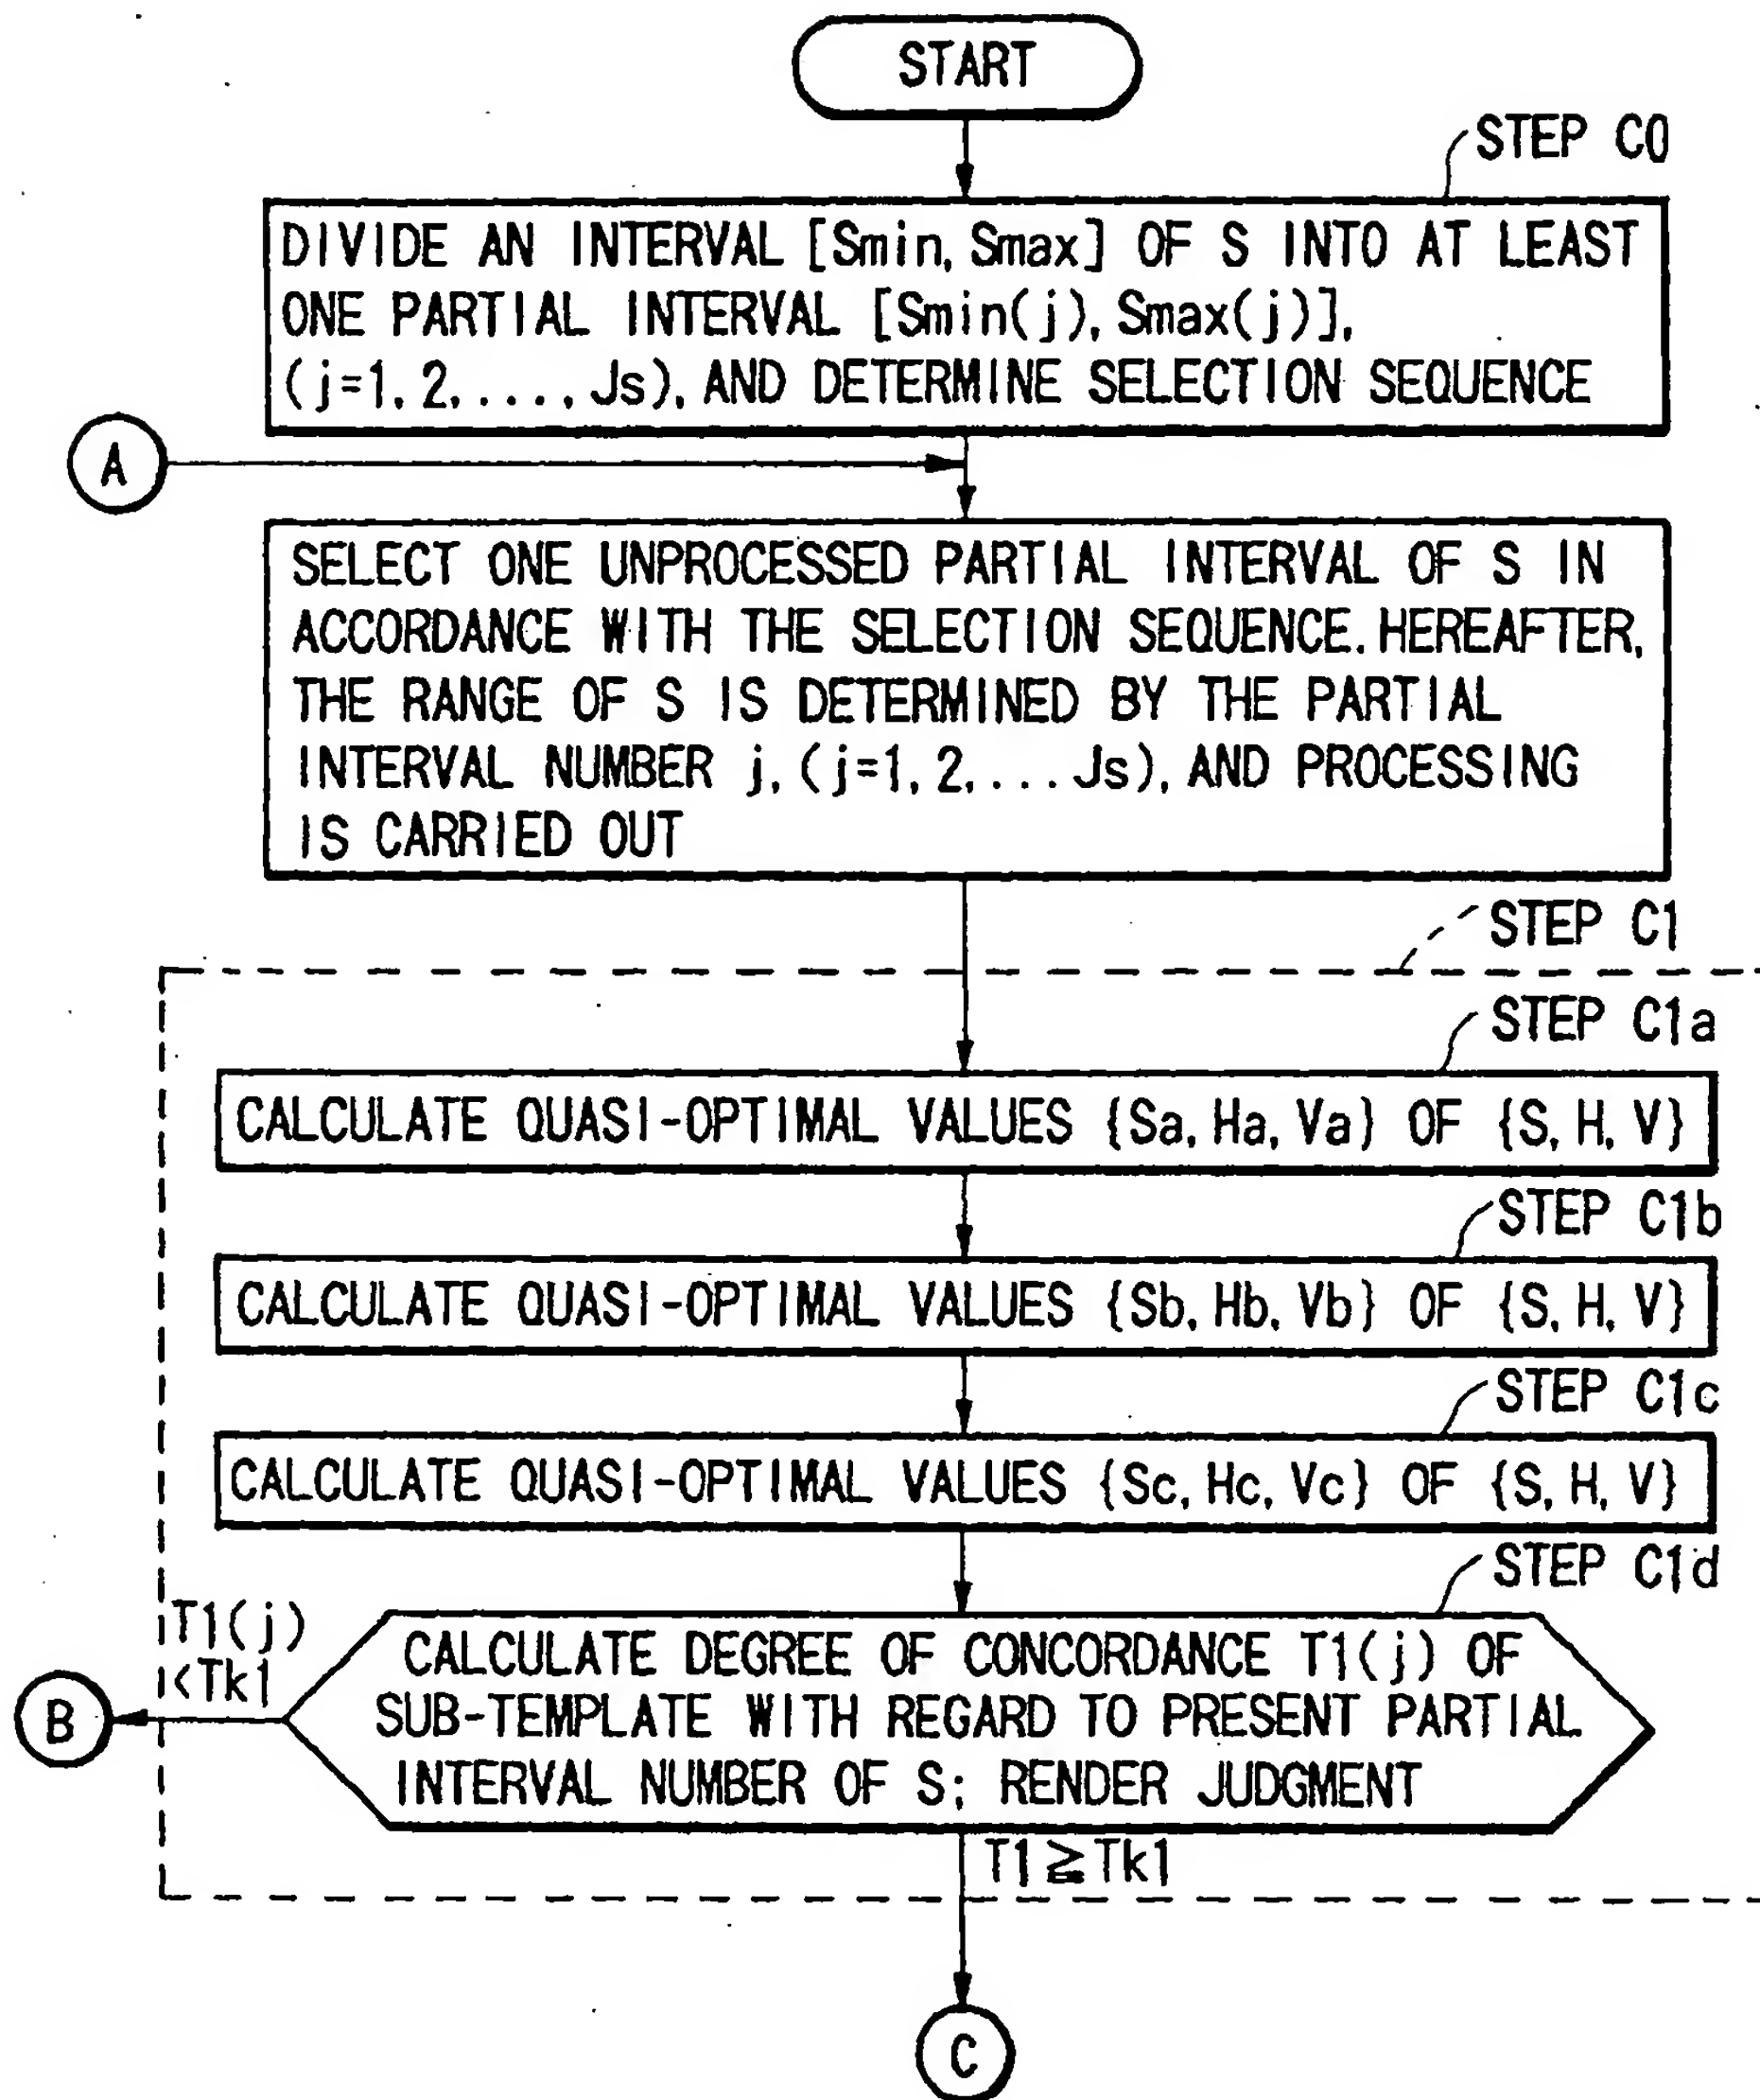 START
STEP C0
DIVIDE AN INTERVAL [Smin, Smax] OF S INTO AT LEAST
ONE PARTIAL INTERVAL [Smin(j), Smax(j)],
(j=1, 2, ...., Js), AND DETERMINE SELECTION SEQUENCE
A
SELECT ONE UNPROCESSED PARTIAL INTERVAL OF S IN
ACCORDANCE WITH THE SELECTION SEQUENCE. HEREAFTER,
THE RANGE OF S IS DETERMINED BY THE PARTIAL
INTERVAL NUMBER j, (j=1, 2, ... Js), AND PROCESSING
IS CARRIED OUT
STEP C1
STEP C1a
CALCULATE QUASI-OPTIMAL VALUES {Sa, Ha, Va} OF {S, H, V}
STEP C1b
CALCULATE QUASI-OPTIMAL VALUES {Sb, Hb, Vb} OF {S, H, V}
STEP C1c
CALCULATE QUASI-OPTIMAL VALUES {Sc, Hc, Vc} OF {S, H, V}
STEP C1d
T1(j)
<Tk1
B
CALCULATE DEGREE OF CONCORDANCE T1(j) OF
SUB-TEMPLATE WITH REGARD TO PRESENT PARTIAL
INTERVAL NUMBER OF S; RENDER JUDGMENT
T1≧Tk1
C